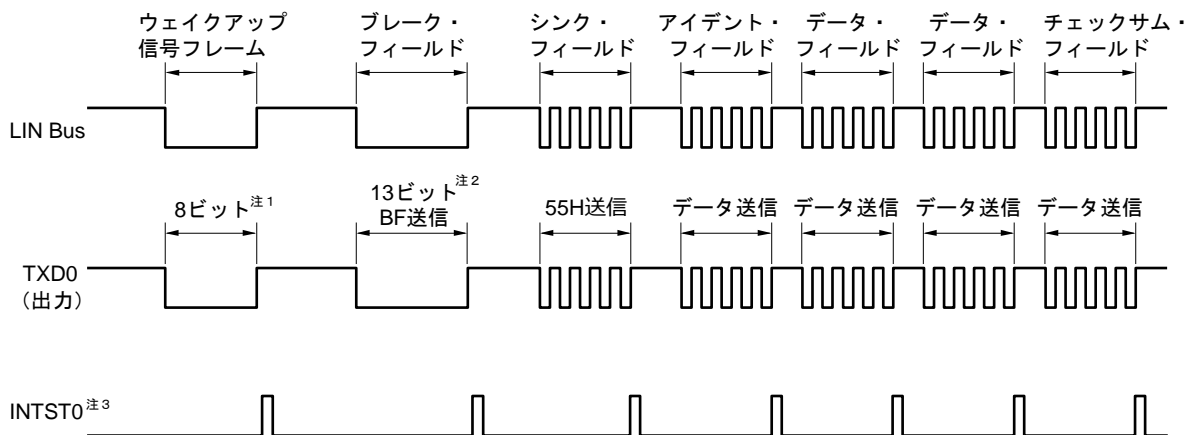 ウェイクアップ
信号フレーム
ブレーク・
フィールド
シンク・
フィールド
アイデント・
フィールド
データ・
フィールド
データ・
フィールド
チェックサム・
フィールド
LIN Bus
8ビット注1
13ビット注2
BF送信
55H送信
データ送信
データ送信
データ送信
データ送信
TXD0
（出力）
INTST0注3